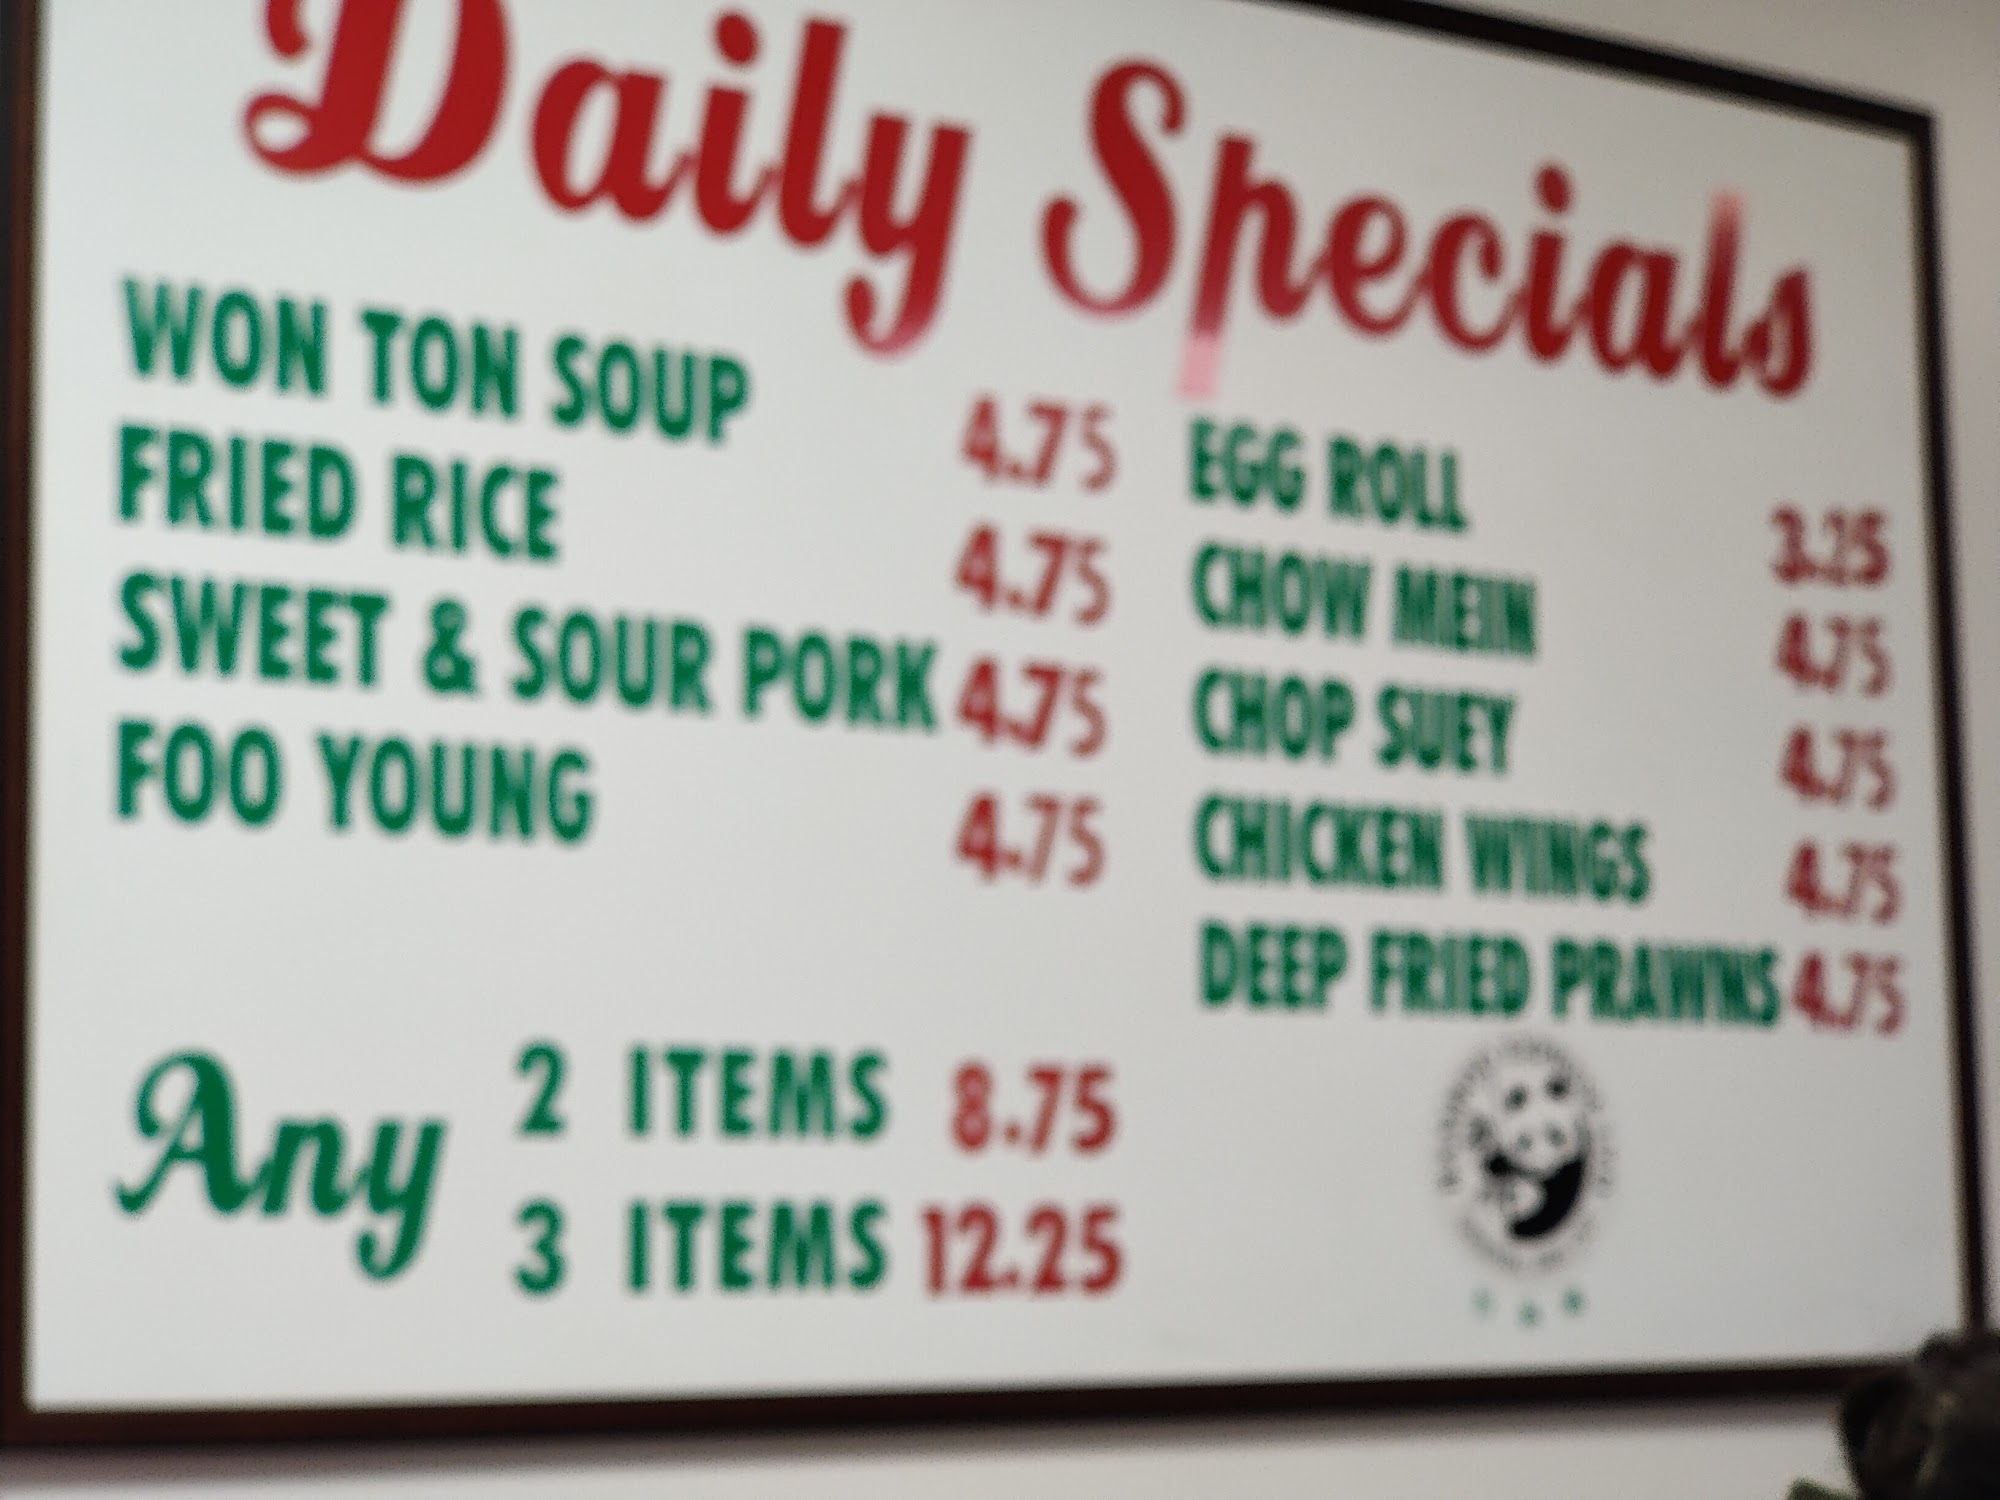 Daily Specials
WON TON SOUP 4.75
FRIED RICE 4.75
SWEET & SOUR PORK 4.75
FOO YOUNG 4.75
EGG ROLL
CHOW MEIN 4.75
CHOP SUEY 4.75
CHICKEN WINGS 4.75
DEEP FRIED PRAWNS 4.75
Any
2 ITEMS 8.75
3 ITEMS 12.25